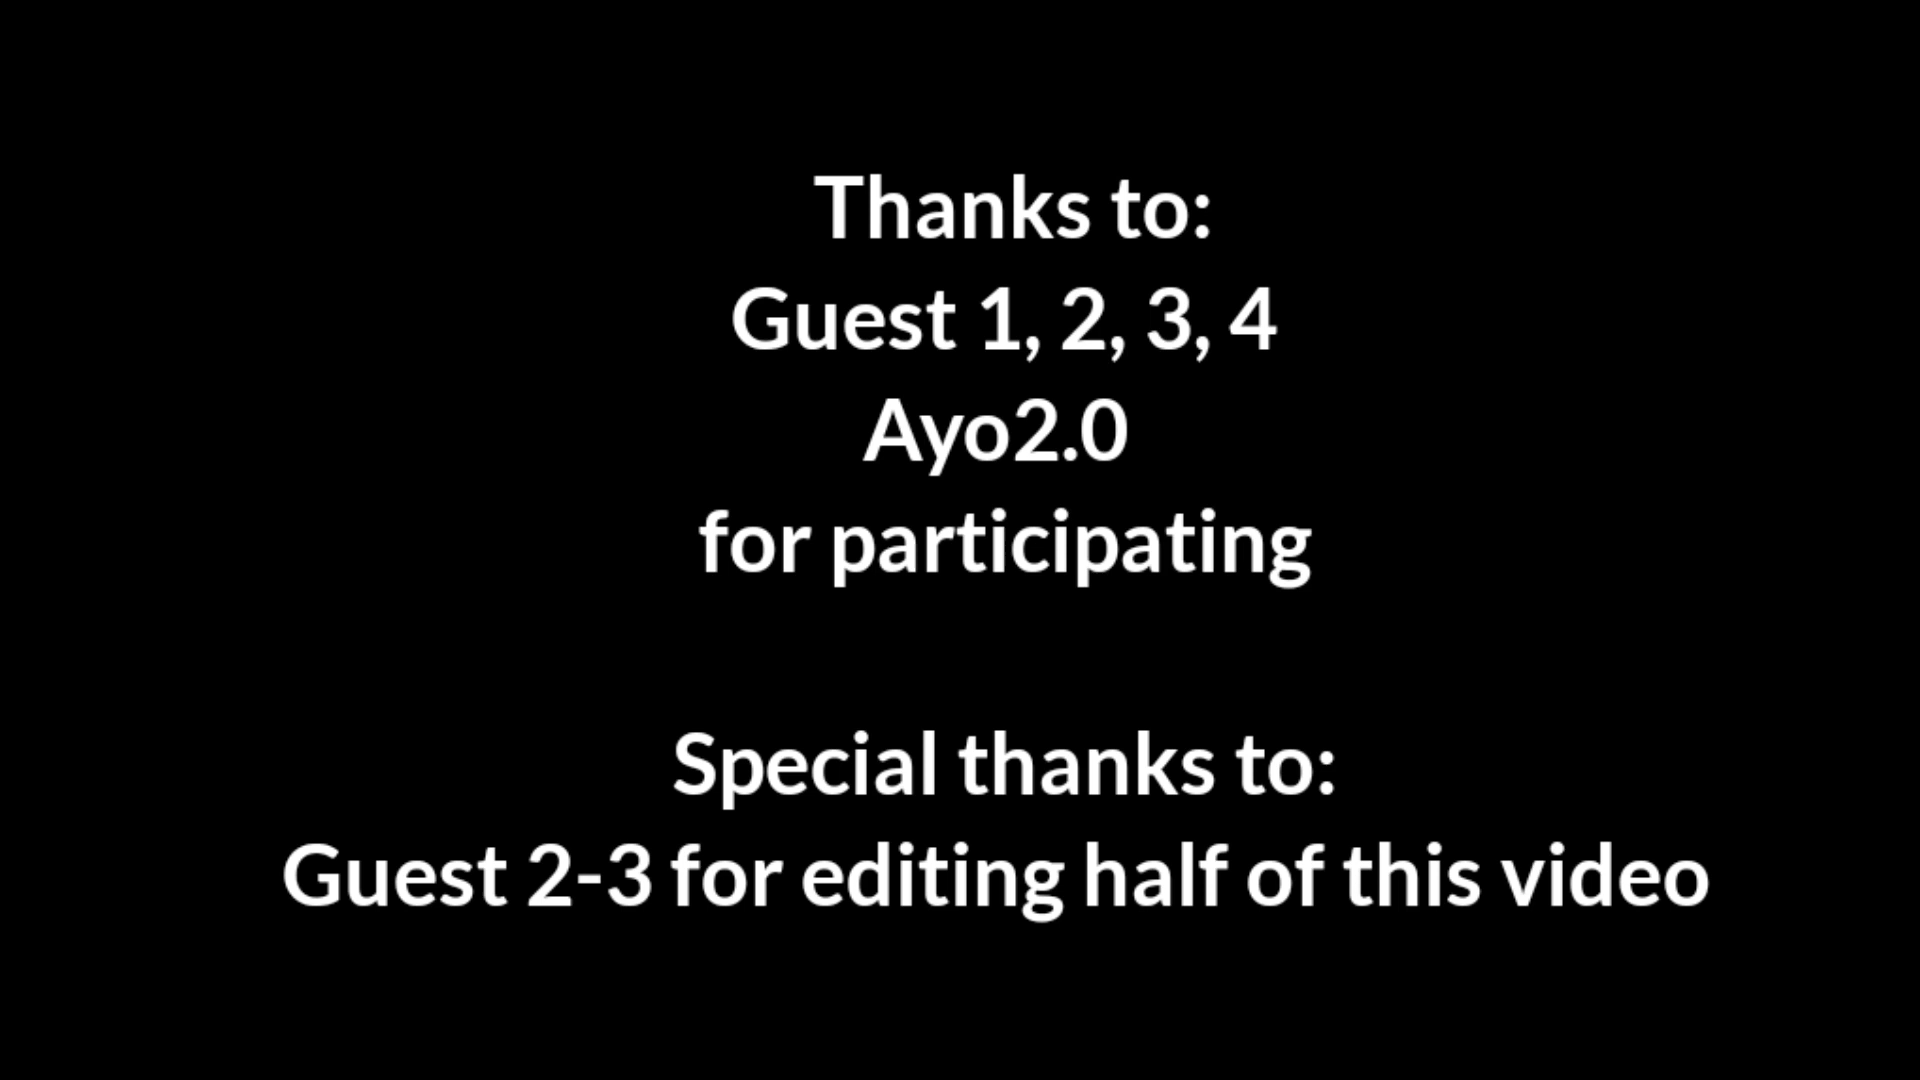 Thanks to:
Guest 1, 2, 3, 4
Ayo2.0
for participating
Special thanks to:
Guest 2-3 for editing half of this video